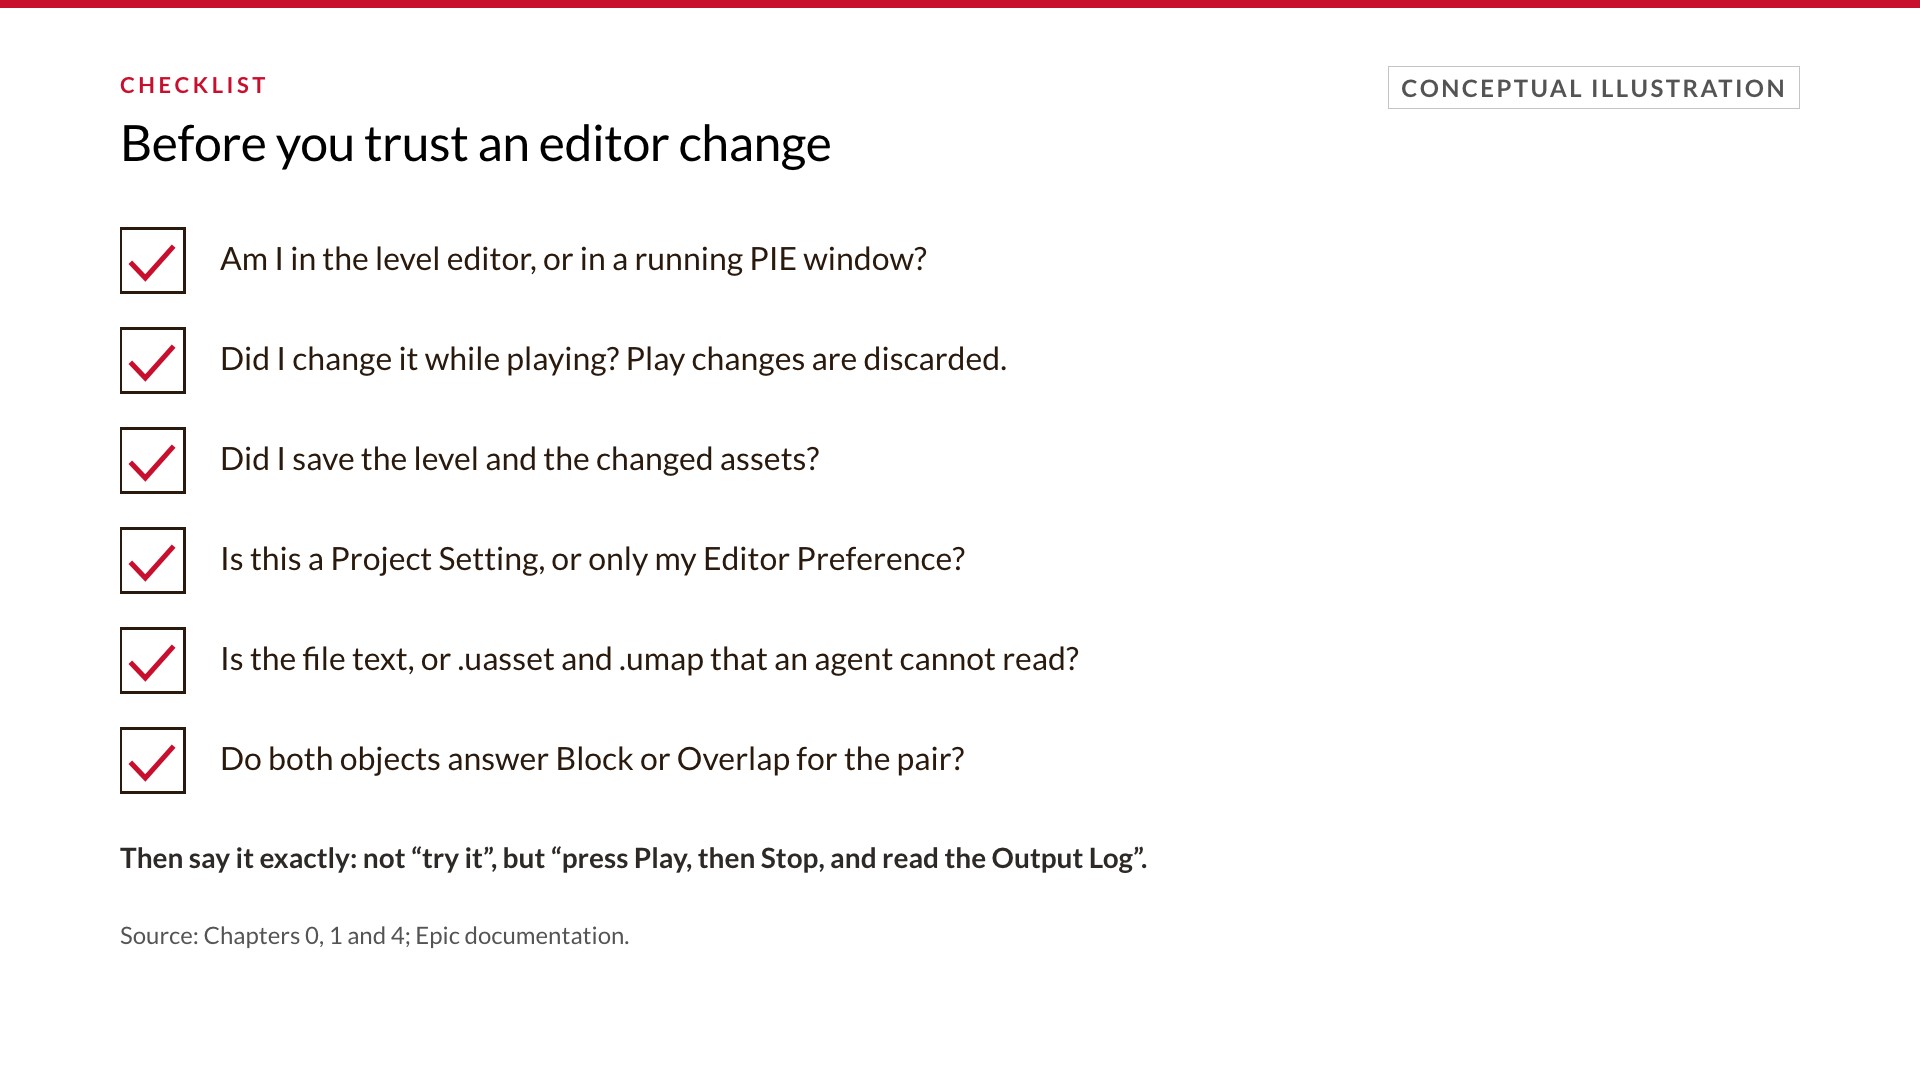 CHECKLIST
CONCEPTUAL ILLUSTRATION
Before you trust an editor change
Am I in the level editor, or in a running PIE window?
Did I change it while playing? Play changes are discarded.
Did I save the level and the changed assets?
Is this a Project Setting, or only my Editor Preference?
Is the file text, or .uasset and .umap that an agent cannot read?
Do both objects answer Block or Overlap for the pair?
Then say it exactly: not “try it”, but “press Play, then Stop, and read the Output Log”.
Source: Chapters 0, 1 and 4; Epic documentation.